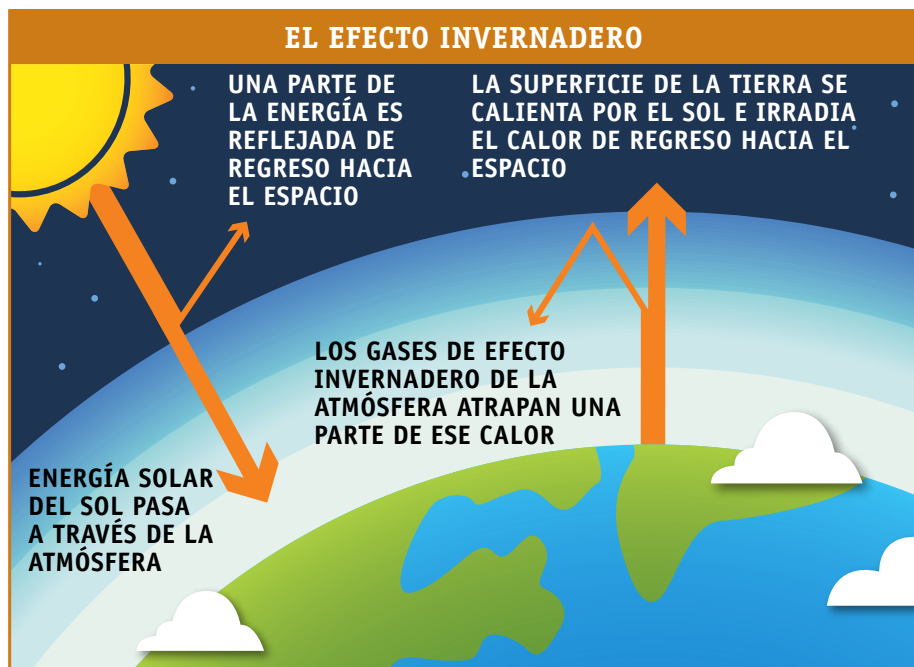 EL EFECTO INVERNADERO
UNA PARTE DE
LA ENERGÍA ES
REFLEJADA DE
REGRESO HACIA
EL ESPACIO
LA SUPERFICIE DE LA TIERRA SE
CALIENTA POR EL SOL E IRRADIA
EL CALOR DE REGRESO HACIA EL
ESPACIO
LOS GASES DE EFECTO
INVERNADERO DE LA
ATMÓSFERA ATRAPAN UNA
PARTE DE ESE CALOR
ENERGÍA SOLAR
DEL SOL PASA
A TRAVÉS DE LA
ATMÓSFERA